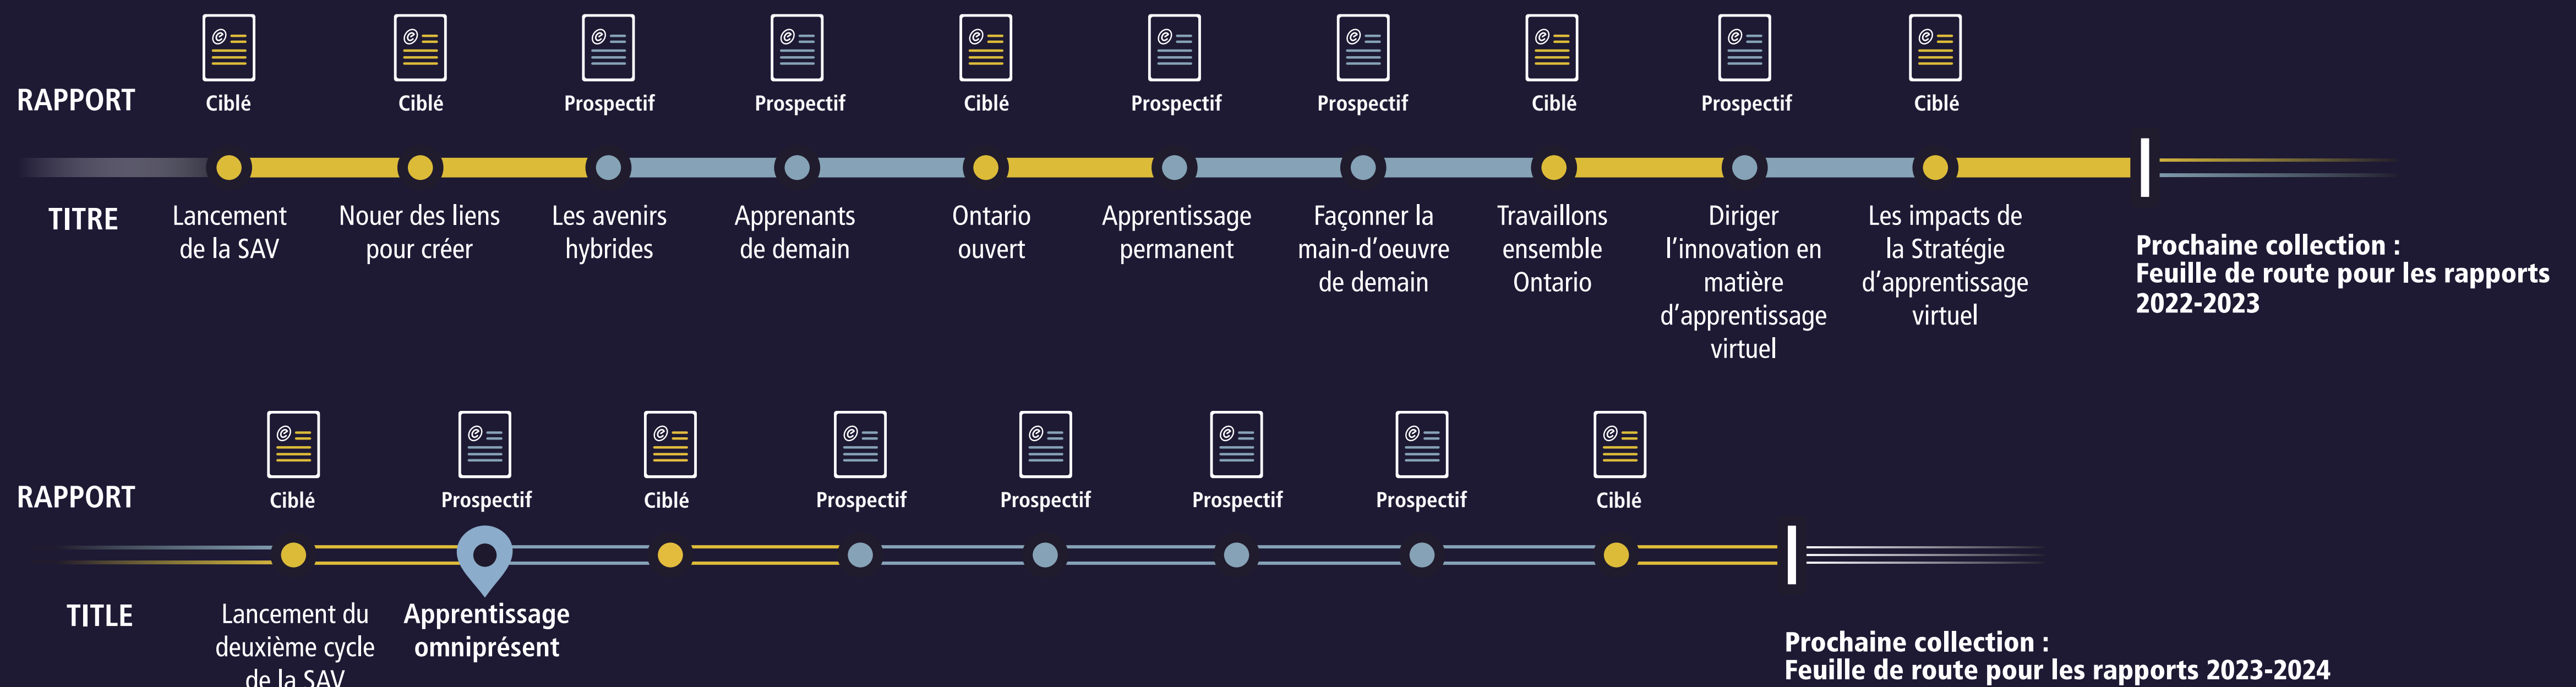 RAPPORT
Ciblé
Ciblé
Prospectif
Prospectif
Ciblé
Prospectif
Prospectif
Ciblé
Prospectif
Ciblé
TITRE
Lancement
de la SAV
Nouer des liens
pour créer
Les avenirs
hybrides
Apprenants
de demain
Ontario
ouvert
Apprentissage
permanent
Façonner la
main-d’oeuvre
de demain
Travaillons
ensemble
Ontario
Diriger
l’innovation en
matière
d’apprentissage
virtuel
Les impacts de
la Stratégie
d’apprentissage
virtuel
Prochaine collection :
Feuille de route pour les rapports
2022-2023
RAPPORT
Ciblé
Prospectif
Ciblé
Prospectif
Prospectif
Prospectif
Prospectif
Ciblé
TITLE
Lancement du
deuxième cycle
de la SAV
Apprentissage
omniprésent
Prochaine collection :
Feuille de route pour les rapports 2023-2024